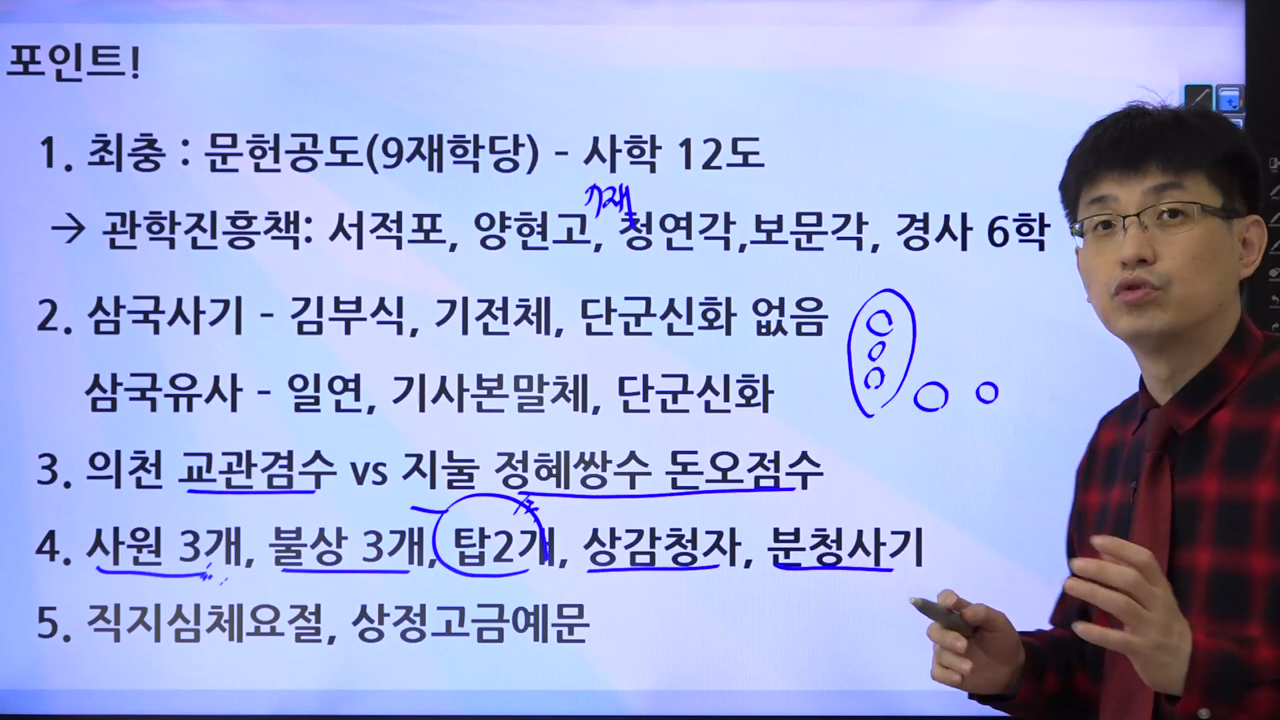 포인트!
1. 최충 : 문헌공도(9재학당) - 사학 12도
7재
→ 관학진흥책: 서적포, 양현고, 청연각,보문각, 경사 6학
2. 삼국사기 - 김부식, 기전체, 단군신화 없음
삼국유사 - 일연, 기사본말체, 단군신화
3. 의천 교관겸수 vs 지눌 정혜쌍수 돈오점수
4. 사원 3개, 불상 3개, 탑2개, 상감청자, 분청사기
5. 직지심체요절, 상정고금예문